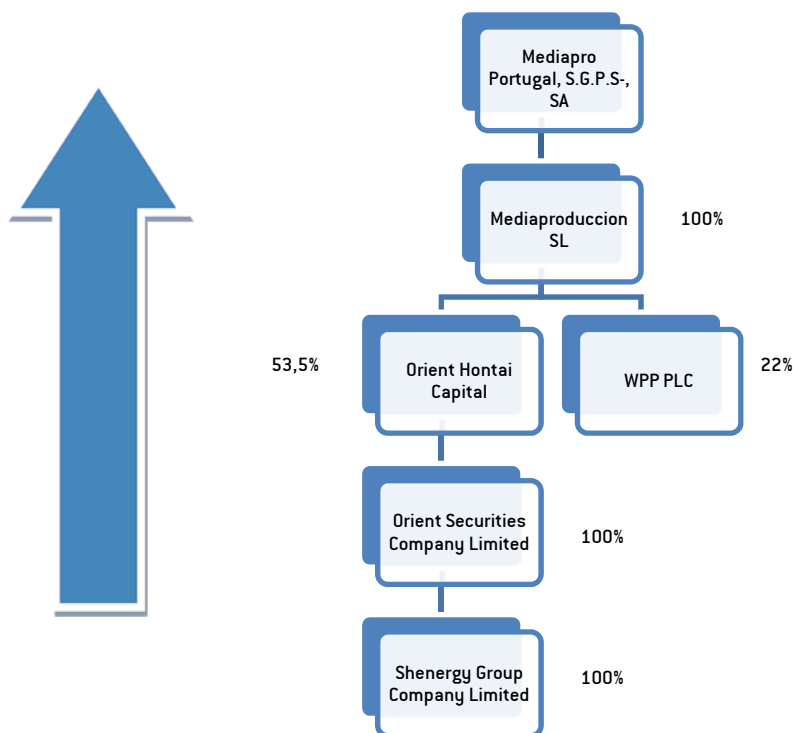 Mediapro
Portugal, S.G.P.S-,
SA
Mediaproduccion
SL
100%
53,5%
Orient Hontai
Capital
WPP PLC
22%
Orient Securities
Company Limited
100%
Shenergy Group
Company Limited
100%